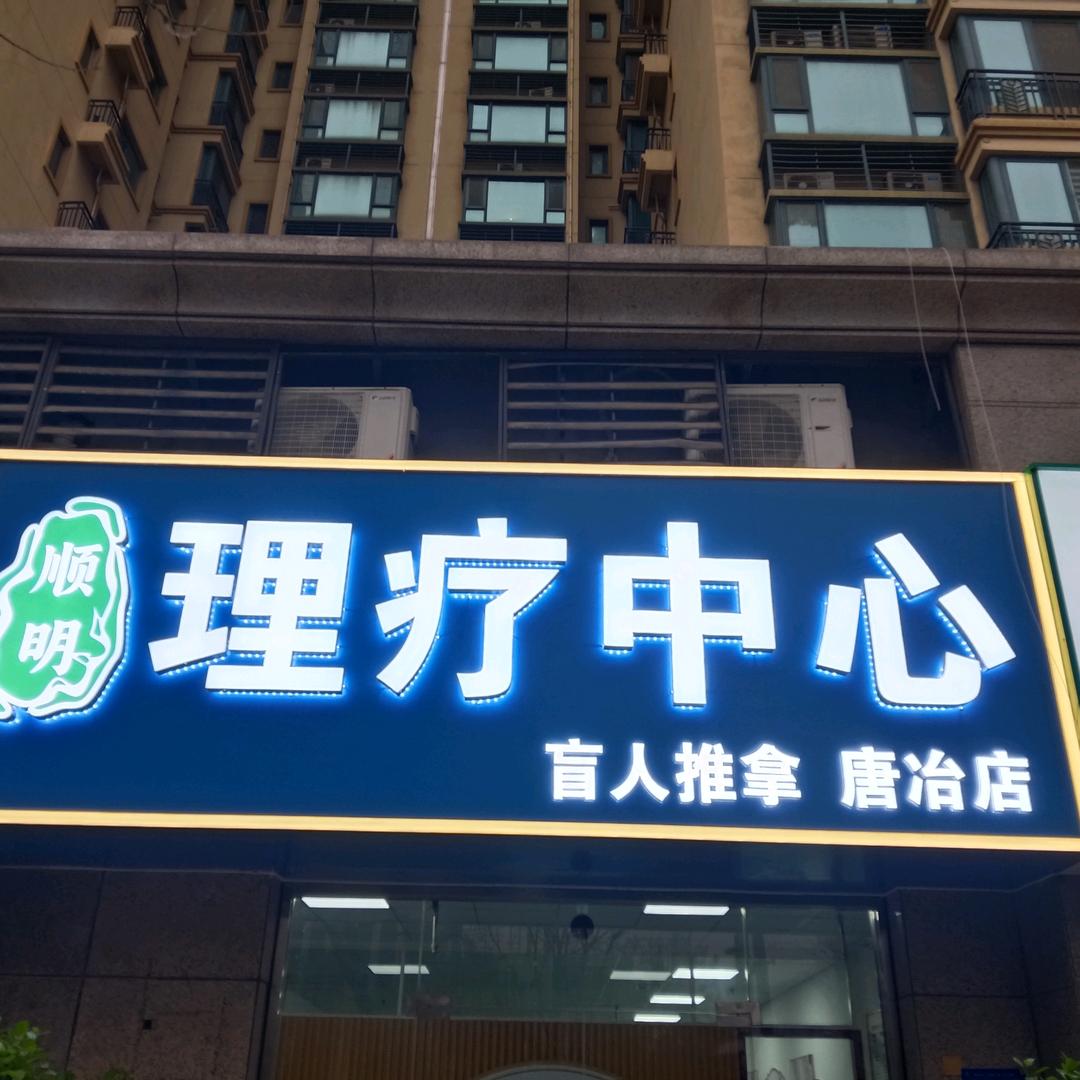 顺
明
理疗中心
盲人推拿 唐冶店